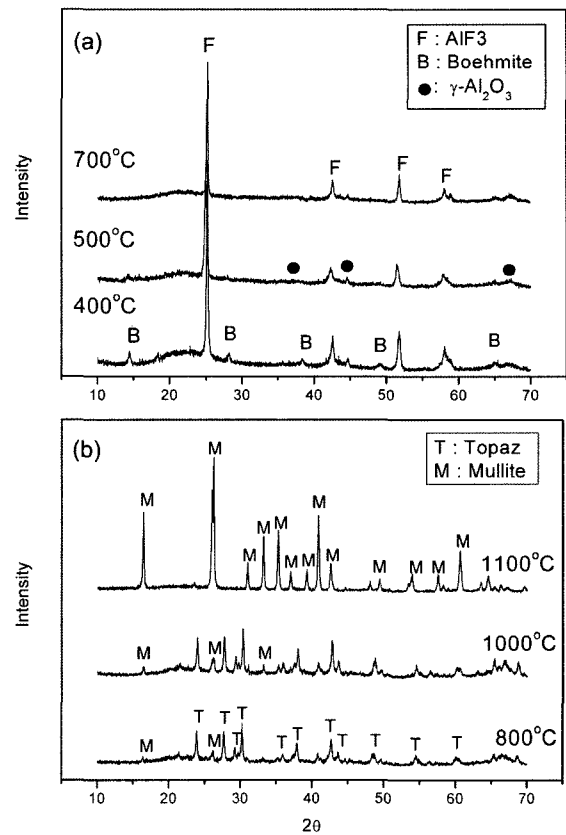 (a)
F
F : AlF3
B : Boehmite
● : γ-Al₂O₃
700°C
F
F
F
500°C
● ● ●
400°C
B
B
B
B
B
Intensity
10 20 30 40 50 60 70
(b)
T : Topaz
M : Mullite
M
M
M
M
M
M
M
M
M
M
M
M
M
1100°C
M
M
M
1000°C
M
T
M
T
T
T
T
T
T
T
T
T
T
800°C
Intensity
10 20 30 40 50 60 70
2θ